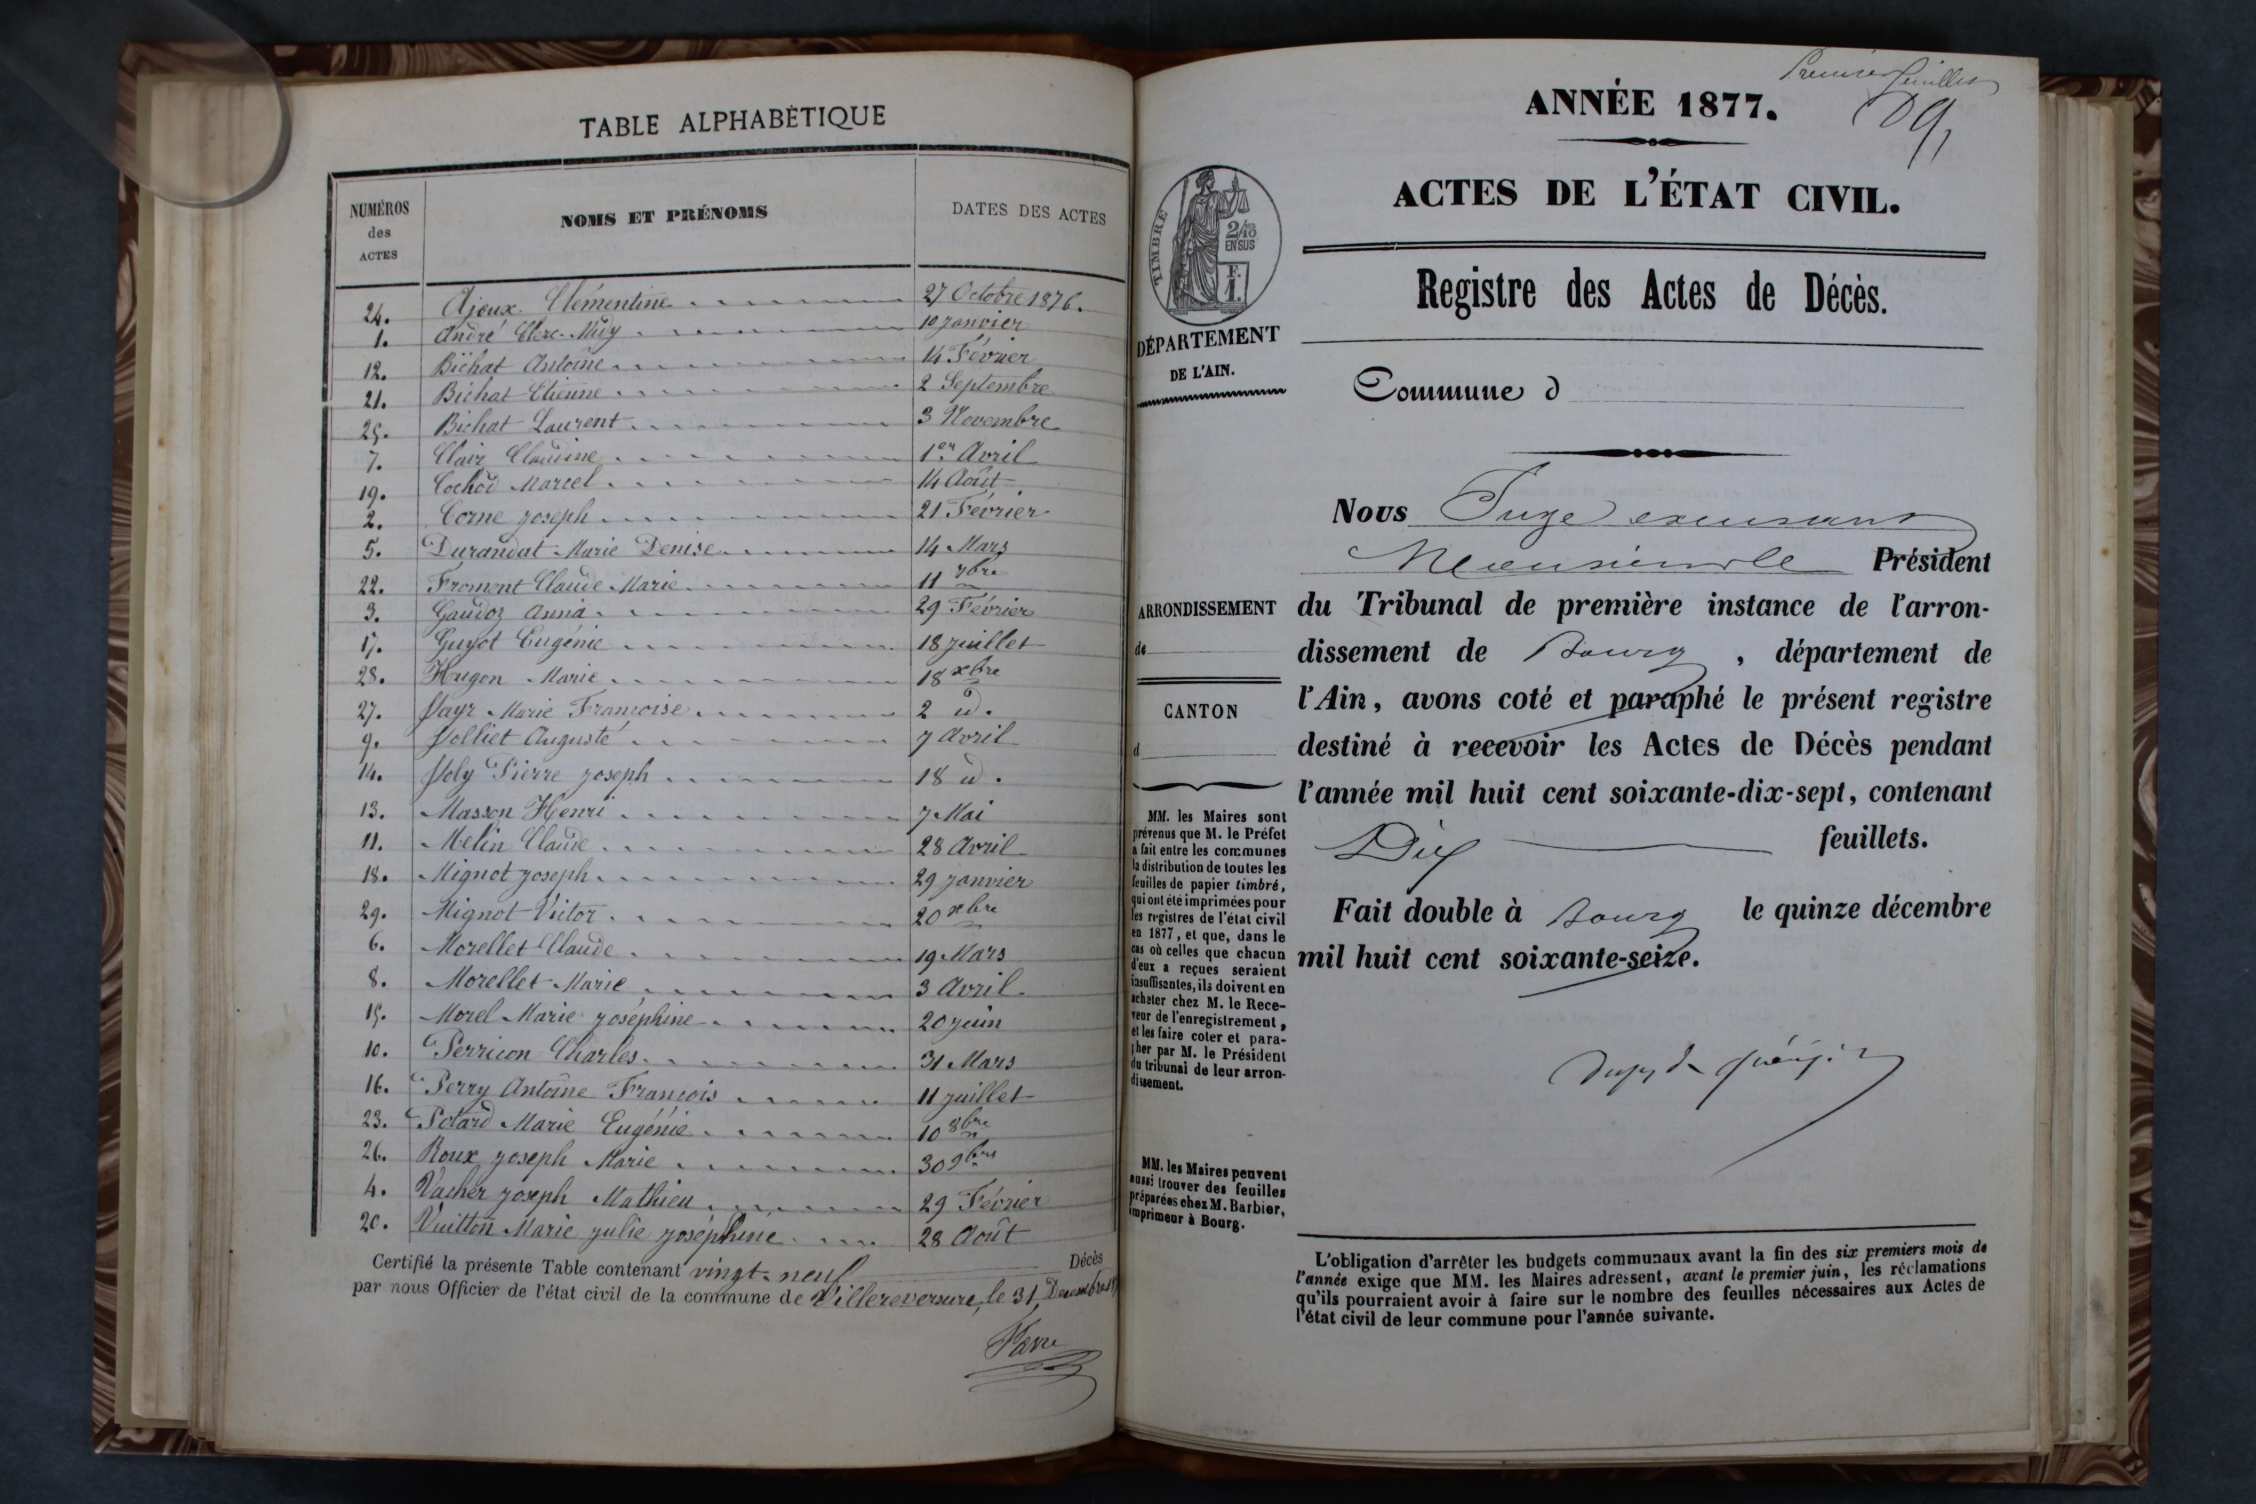 TABLE ALPHABÉTIQUE
NUMÉROS des ACTES NOMS ET PRÉNOMS DATES DES ACTES
24. Ajoux Clémentine 27 Octobre 1876.
1. André Clerc-Muy 10 janvier
12. Bichat Antoine 14 Février
21. Bichat Etienne 2 Septembre
25. Bichat Laurent 3 Novembre
7. Clair Claudine 1er Avril
19. Cochod Marcel 14 Août
2. Corne joseph 21 Février
5. Durandat Marie Denise 14 Mars
22. Froment Claude Marie 11 7bre
3. Gaudoz Anna 29 Février
17. Guyot Eugénie 18 juillet
28. Hugon Marie 18 xbre
27. Jayr Marie Françoise 2 id.
9. Jolliet Auguste 7 Avril
14. Joly Pierre joseph 18 id.
13. Masson Henri 7 Mai
11. Melin Claude 28 Avril
18. Mignot joseph 29 janvier
29. Mignot Victor 20 xbre
6. Morellet Claude 19 Mars
8. Morellet Marie 3 Avril
15. Morel Marie joséphine 20 juin
10. Perricon Charles 31 Mars
16. Perry Antoine François 11 juillet
23. Potard Marie Eugénie 10 8bre
26. Roux joseph Marie 30 9bre
4. Vacher joseph Mathieu 29 Février
20. Vuitton Marie julie joséphine 28 Août
Certifié la présente Table contenant vingt-neuf Décès
par nous Officier de l'état civil de la commune de Villereversure, le 31 Decembre
Favre
Premier feuillet
ANNÉE 1877.
ACTES DE L'ÉTAT CIVIL.
TIMBRE
2/10
EN SUS
F.
1.
DÉPARTEMENT
DE L'AIN.
Registre des Actes de Décès.
Commune d
Nous Juge
Président
ARRONDISSEMENT
de
CANTON
d
du Tribunal de première instance de l'arron-
dissement de Bourg, département de
l'Ain, avons coté et paraphé le présent registre
destiné à recevoir les Actes de Décès pendant
l'année mil huit cent soixante-dix-sept, contenant
Dix feuillets.
Fait double à Bourg le quinze décembre
mil huit cent soixante-seize.
MM. les Maires sont
prévenus que M. le Préfet
a fait entre les communes
la distribution de toutes les
feuilles de papier timbré,
qui ont été imprimées pour
les registres de l'état civil
en 1877, et que, dans le
cas où celles que chacun
d'eux a reçues seraient
insuffisantes, ils doivent en
acheter chez M. le Rece-
veur de l'enregistrement,
et les faire coter et para-
pher par M. le Président
du tribunal de leur arron-
dissement.
MM. les Maires peuvent
aussi trouver des feuilles
préparées chez M. Barbier,
imprimeur à Bourg.
L'obligation d'arrêter les budgets communaux avant la fin des six premiers mois de
l'année exige que MM. les Maires adressent, avant le premier juin, les réclamations
qu'ils pourraient avoir à faire sur le nombre des feuilles nécessaires aux Actes de
l'état civil de leur commune pour l'année suivante.